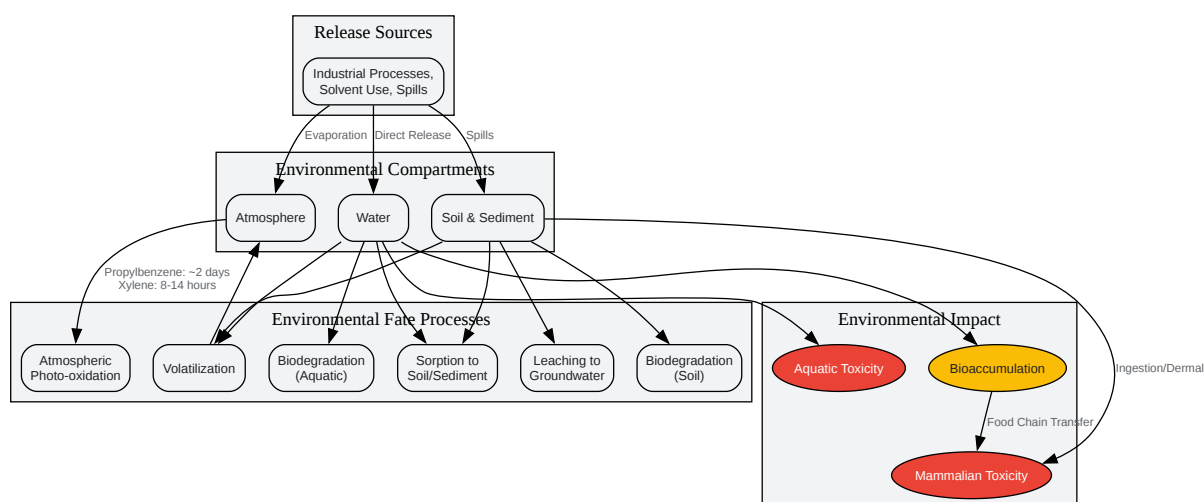 Release Sources
Industrial Processes,
Solvent Use, Spills
Evaporation
Direct Release
Spills
Environmental Compartments
Atmosphere
Water
Soil & Sediment
Propylbenzene: ~2 days
Xylene: 8-14 hours
Environmental Fate Processes
Atmospheric
Photo-oxidation
Volatilization
Biodegradation
(Aquatic)
Sorption to
Soil/Sediment
Leaching to
Groundwater
Biodegradation
(Soil)
Environmental Impact
Aquatic Toxicity
Bioaccumulation
Ingestion/Dermal
Food Chain Transfer
Mammalian Toxicity